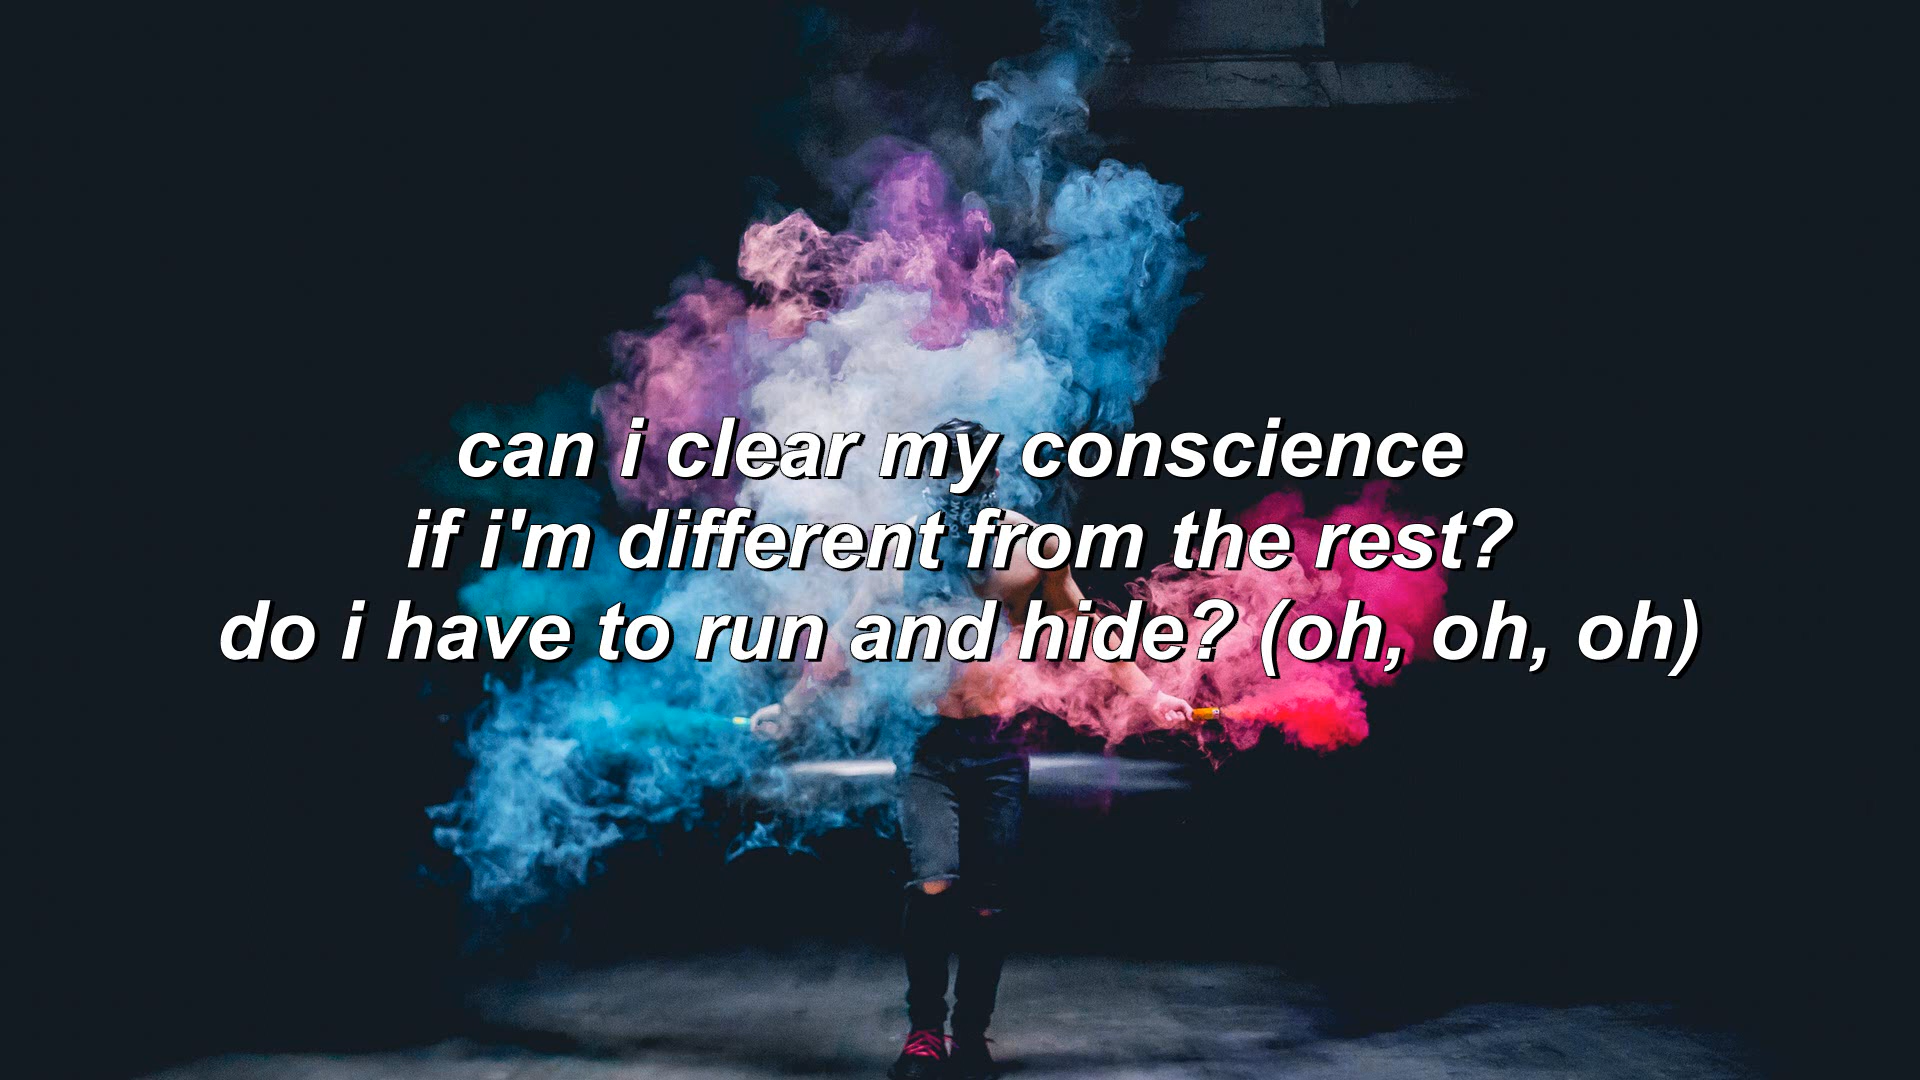 can i clear my conscience
if i'm different from the rest?
do i have to run and hide? (oh, oh, oh)